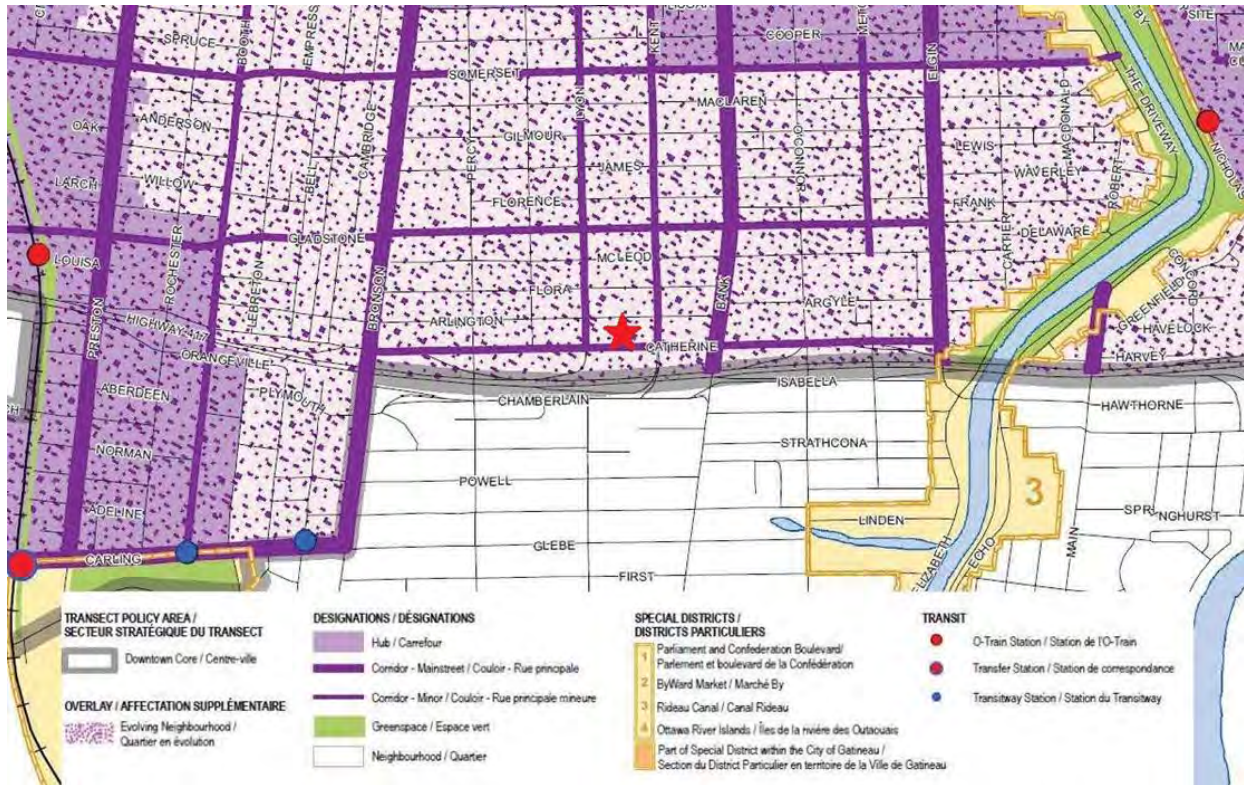 SPRUCE
BOOTH
EMPRESS
KENT
COOPER
SITE
BY
SOMERSET
LYON
ELGIN
THE DRIVEWAY
MACLAREN
MACDONALD
OAK
ANDERSON
CAMBRIDGE
PERCY
GILMOUR
OCONNOR
LEWIS
NICHOLAS
LARCH
WILLOW
BELL
JAMES
WAVERLEY
ROBERT
FLORENCE
FRANK
GLADSTONE
CARTIER
DELAWARE
LOUISA
ROCHESTER
MCLEOD
CONCORD
PRESTON
LEBRETON
BRONSON
FLORA
BANK
ARGYLE
GREENFIELD
HIGHWAY 417
ARLINGTON
CATHERINE
HAVELOCK
ORANGEVILLE
HARVEY
ABERDEEN
PLYMOUTH
CHAMBERLAIN
ISABELLA
HAWTHORNE
NORMAN
STRATHCONA
POWELL
3
ADELINE
LINDEN
SPRINGHURST
CARLING
GLEBE
ELIZABETH
ECHO
MAIN
FIRST
TRANSECT POLICY AREA /
SECTEUR STRATÉGIQUE DU TRANSECT
Downtown Core / Centre-ville
OVERLAY / AFFECTATION SUPPLÉMENTAIRE
Evolving Neighbourhood /
Quartier en évolution
DESIGNATIONS / DÉSIGNATIONS
Hub / Carrefour
Corridor - Mainstreet / Couloir - Rue principale
Corridor - Minor / Couloir - Rue principale mineure
Greenspace / Espace vert
Neighbourhood / Quartier
SPECIAL DISTRICTS /
DISTRICTS PARTICULIERS
1 Parliament and Confederation Boulevard/
Parlement et boulevard de la Confédération
2 ByWard Market / Marché By
3 Rideau Canal / Canal Rideau
4 Ottawa River Islands / Îles de la rivière des Outaouais
Part of Special District within the City of Gatineau /
Section du District Particulier en territoire de la Ville de Gatineau
TRANSIT
O-Train Station / Station de l'O-Train
Transfer Station / Station de correspondance
Transitway Station / Station du Transitway